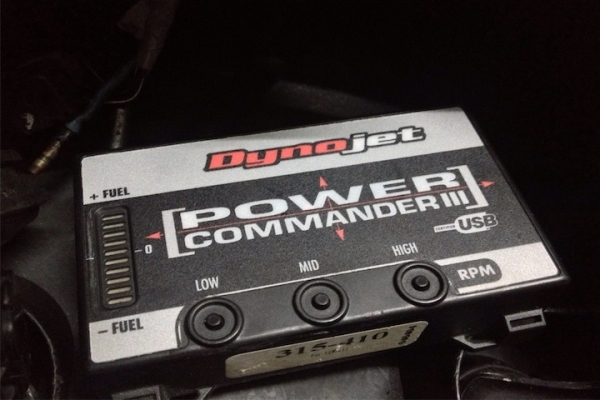 Dynojet
+ FUEL
POWER
COMMANDER III
0
USB
LOW
MID
HIGH
RPM
– FUEL
315-410